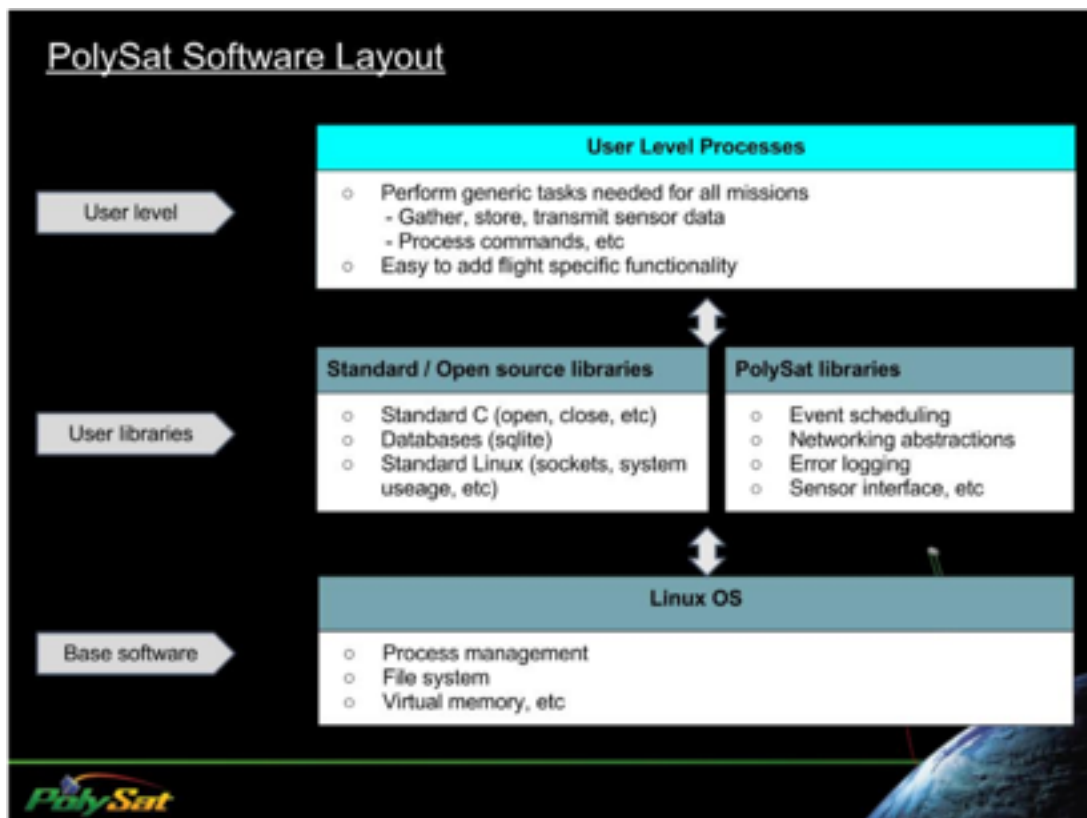 PolySat Software Layout
User Level Processes
User level
○ Perform generic tasks needed for all missions
- Gather, store, transmit sensor data
- Process commands, etc
○ Easy to add flight specific functionality
Standard / Open source libraries
PolySat libraries
User libraries
○ Standard C (open, close, etc)
○ Databases (sqlite)
○ Standard Linux (sockets, system
useage, etc)
○ Event scheduling
○ Networking abstractions
○ Error logging
○ Sensor interface, etc
Linux OS
Base software
○ Process management
○ File system
○ Virtual memory, etc
PolySat